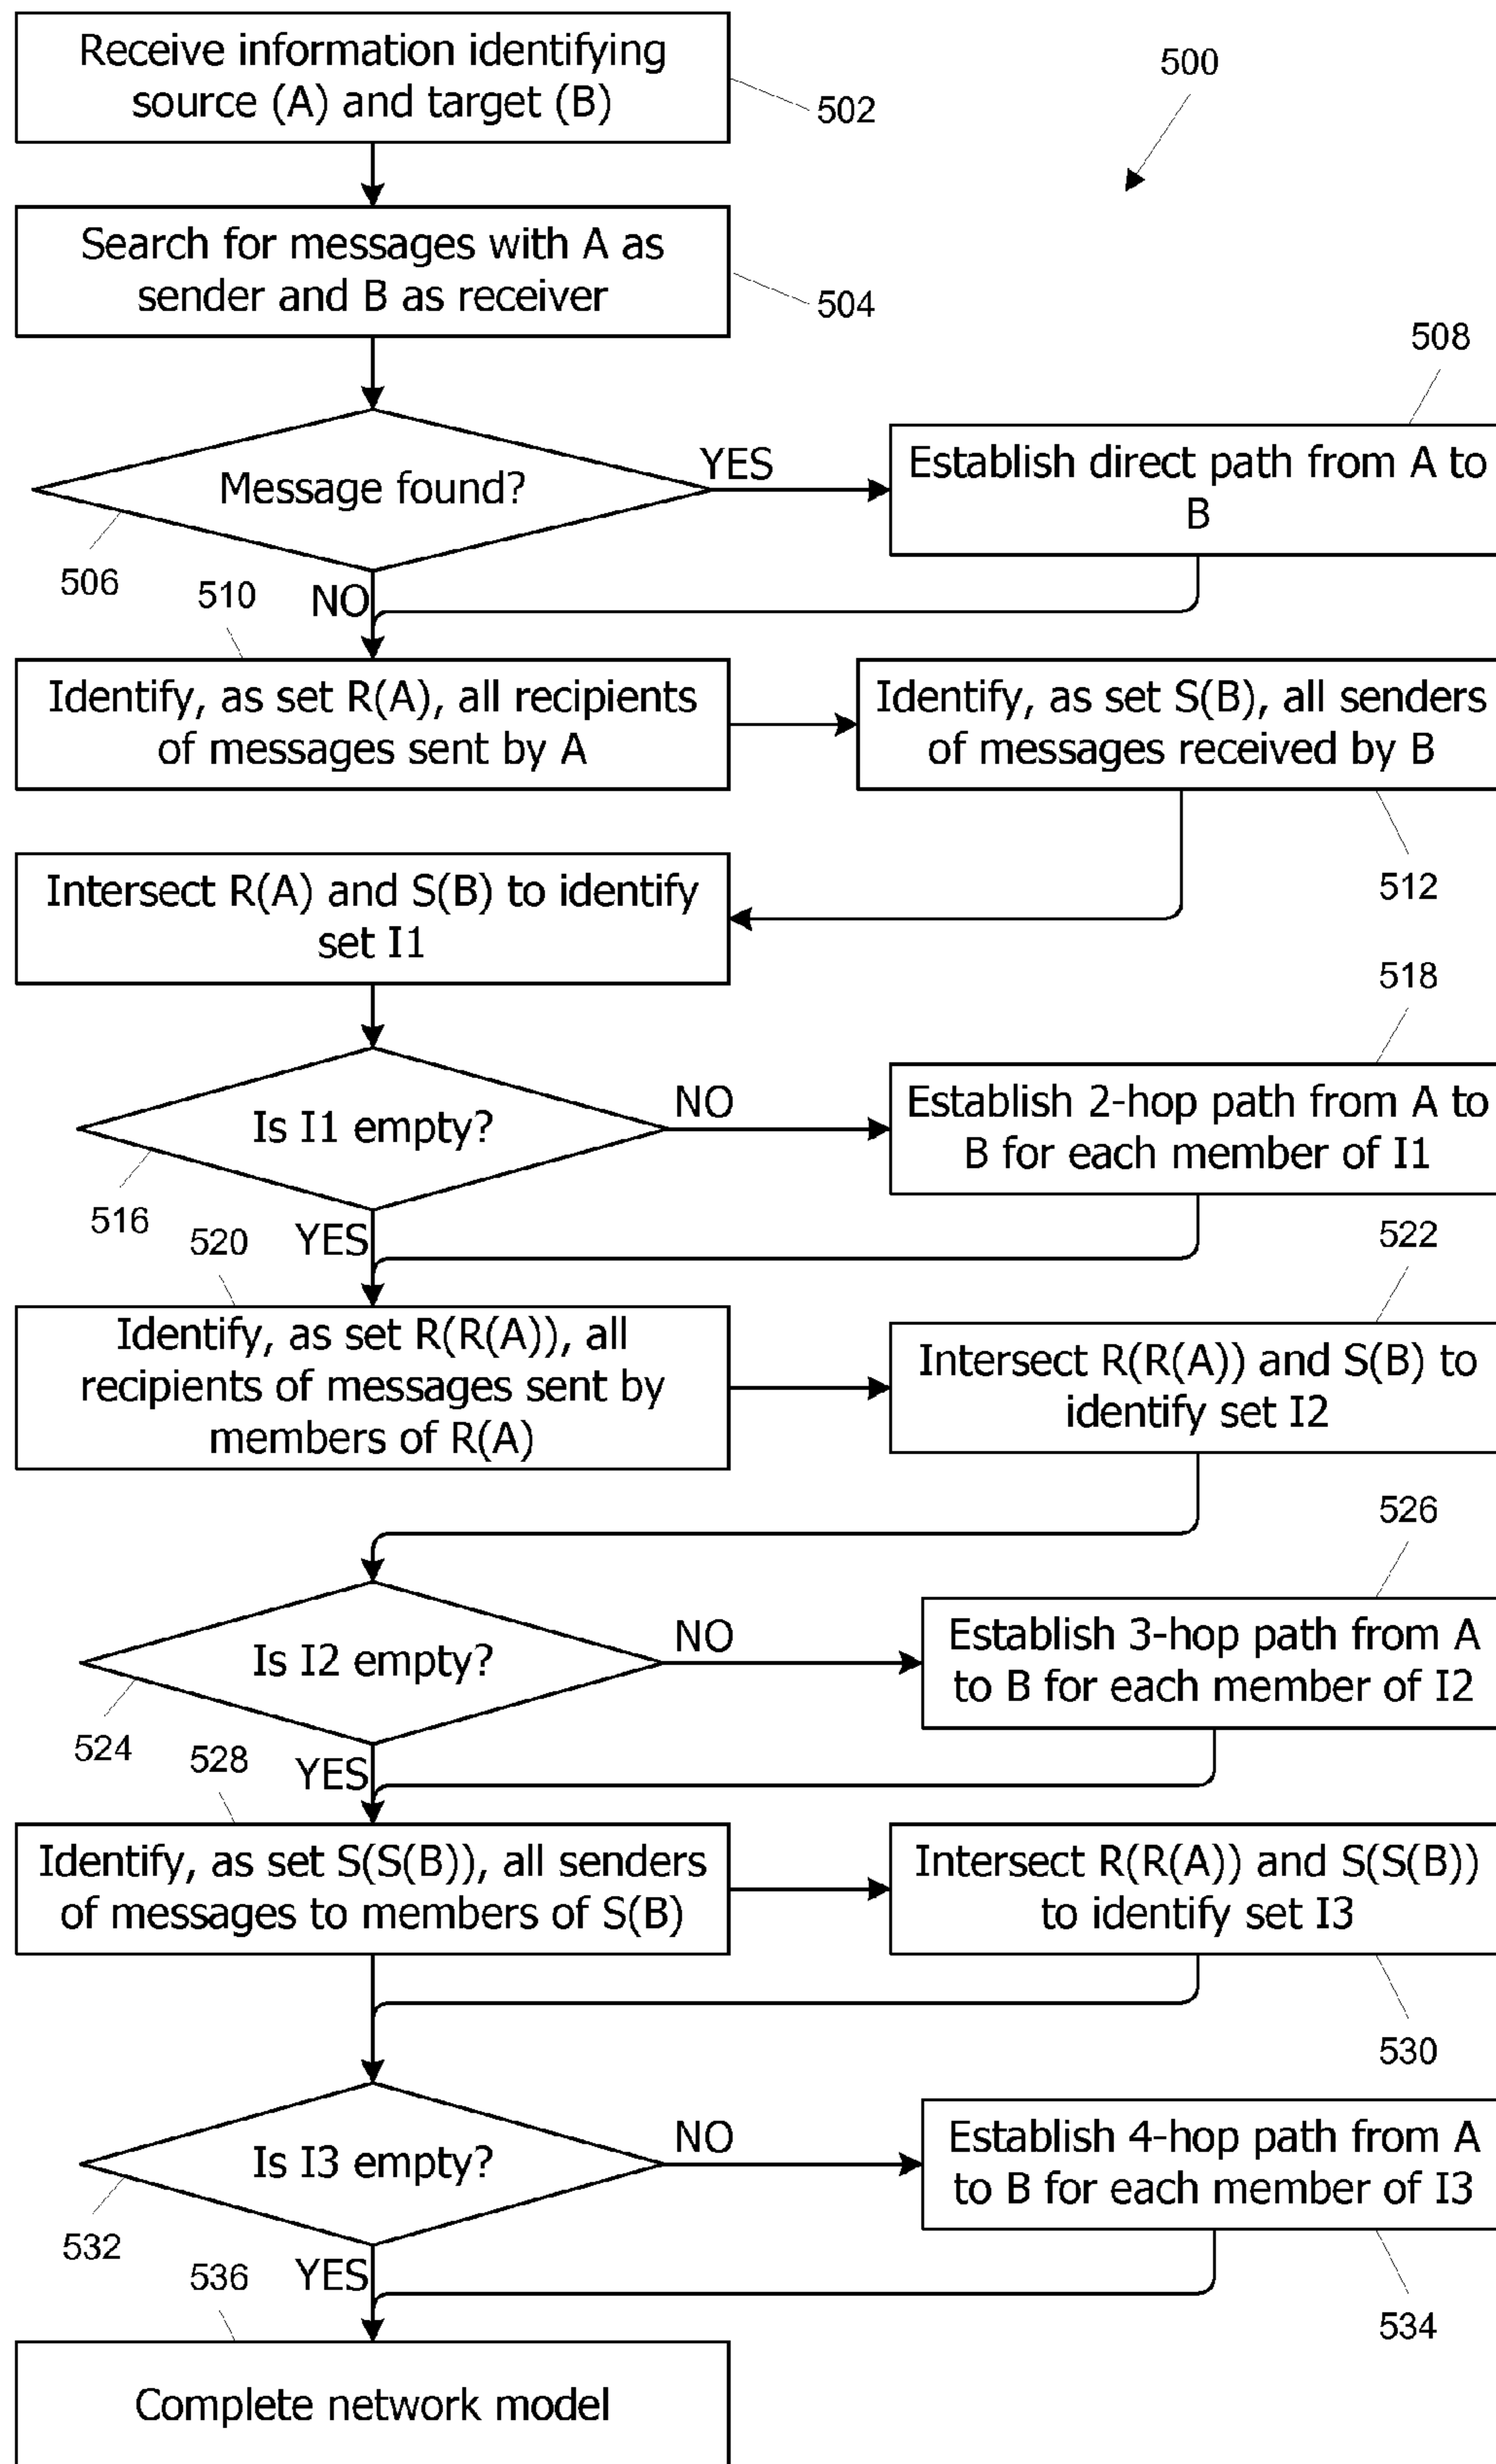 Receive information identifying
source (A) and target (B)
500
502
Search for messages with A as
sender and B as receiver
504
508
Message found?
YES
Establish direct path from A to
B
506
510
NO
Identify, as set R(A), all recipients
of messages sent by A
Identify, as set S(B), all senders
of messages received by B
512
Intersect R(A) and S(B) to identify
set I1
518
Is I1 empty?
NO
Establish 2-hop path from A to
B for each member of I1
516
520
YES
522
Identify, as set R(R(A)), all
recipients of messages sent by
members of R(A)
Intersect R(R(A)) and S(B) to
identify set I2
526
Is I2 empty?
NO
Establish 3-hop path from A
to B for each member of I2
524
528
YES
Identify, as set S(S(B)), all senders
of messages to members of S(B)
Intersect R(R(A)) and S(S(B))
to identify set I3
530
Is I3 empty?
NO
Establish 4-hop path from A
to B for each member of I3
532
536
YES
534
Complete network model